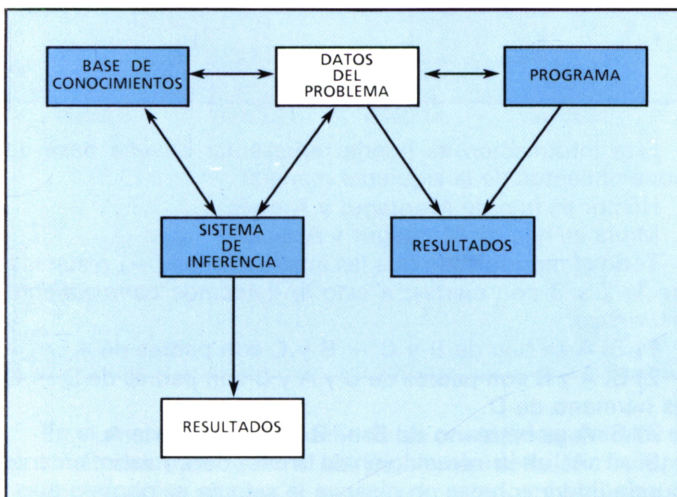 BASE DE
CONOCIMIENTOS
DATOS
DEL
PROBLEMA
PROGRAMA
SISTEMA
DE
INFERENCIA
RESULTADOS
RESULTADOS